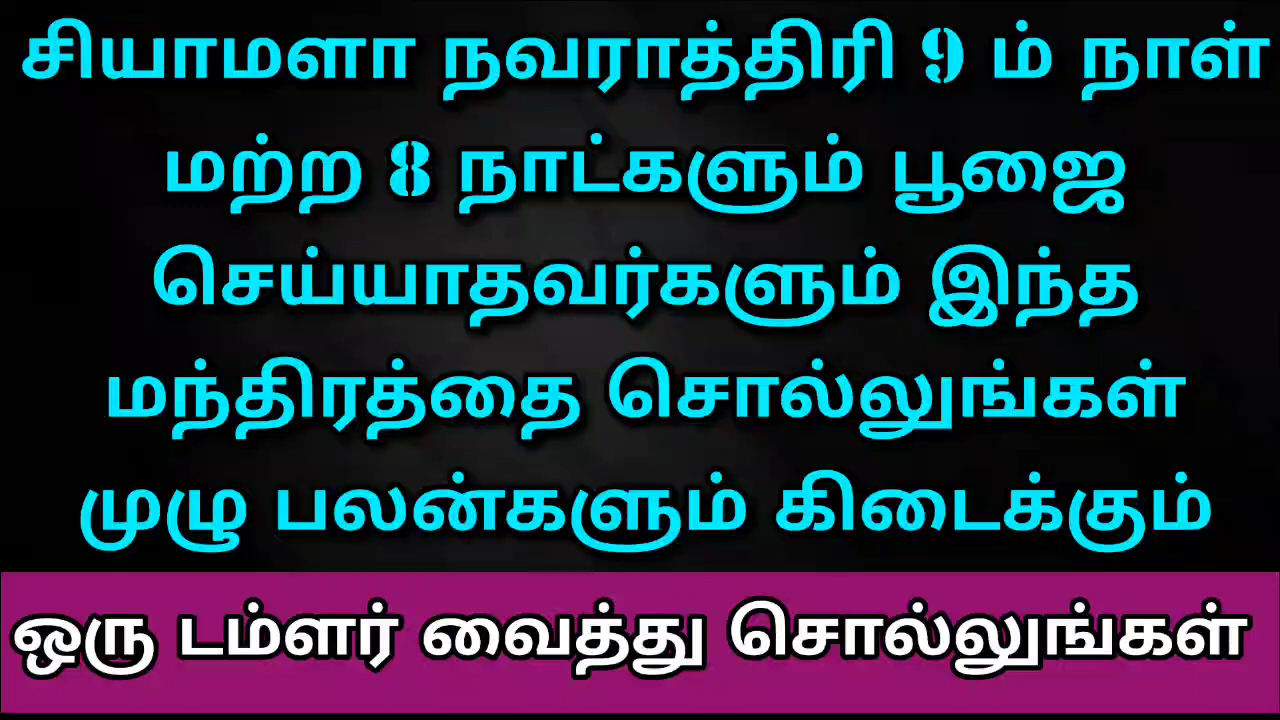 சியாமளா நவராத்திரி 9 ம் நாள்
மற்ற 8 நாட்களும் பூஜை
செய்யாதவர்களும் இந்த
மந்திரத்தை சொல்லுங்கள்
முழு பலன்களும் கிடைக்கும்
ஒரு டம்ளர் வைத்து சொல்லுங்கள்